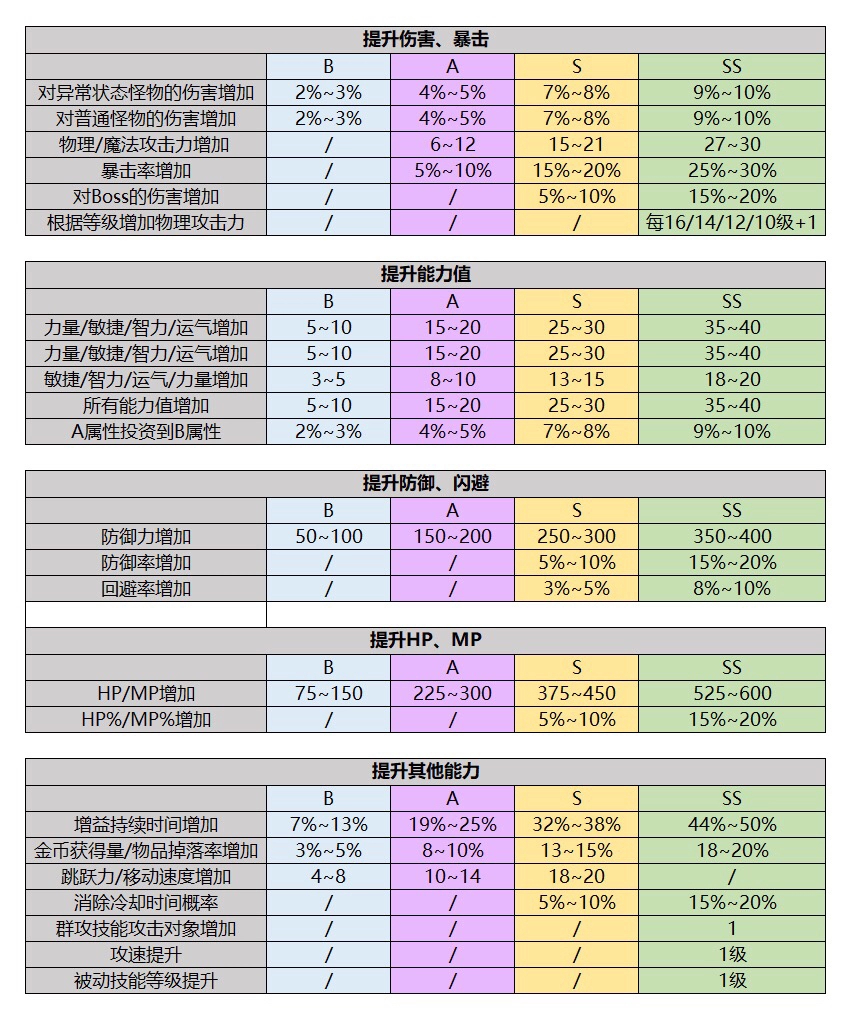 提升伤害、暴击
B A S SS
对异常状态怪物的伤害增加 2%~3% 4%~5% 7%~8% 9%~10%
对普通怪物的伤害增加 2%~3% 4%~5% 7%~8% 9%~10%
物理/魔法攻击力增加 / 6~12 15~21 27~30
暴击率增加 / 5%~10% 15%~20% 25%~30%
对Boss的伤害增加 / / 5%~10% 15%~20%
根据等级增加物理攻击力 / / / 每16/14/12/10级+1
提升能力值
B A S SS
力量/敏捷/智力/运气增加 5~10 15~20 25~30 35~40
力量/敏捷/智力/运气增加 5~10 15~20 25~30 35~40
敏捷/智力/运气/力量增加 3~5 8~10 13~15 18~20
所有能力值增加 5~10 15~20 25~30 35~40
A属性投资到B属性 2%~3% 4%~5% 7%~8% 9%~10%
提升防御、闪避
B A S SS
防御力增加 50~100 150~200 250~300 350~400
防御率增加 / / 5%~10% 15%~20%
回避率增加 / / 3%~5% 8%~10%
提升HP、MP
B A S SS
HP/MP增加 75~150 225~300 375~450 525~600
HP%/MP%增加 / / 5%~10% 15%~20%
提升其他能力
B A S SS
增益持续时间增加 7%~13% 19%~25% 32%~38% 44%~50%
金币获得量/物品掉落率增加 3%~5% 8~10% 13~15% 18~20%
跳跃力/移动速度增加 4~8 10~14 18~20 /
消除冷却时间概率 / / 5%~10% 15%~20%
群攻技能攻击对象增加 / / / 1
攻速提升 / / / 1级
被动技能等级提升 / / / 1级